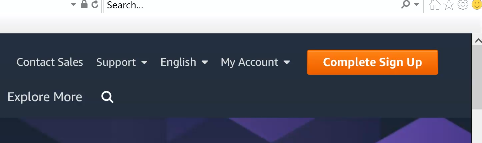 Search...
Contact Sales Support English My Account Complete Sign Up
Explore More